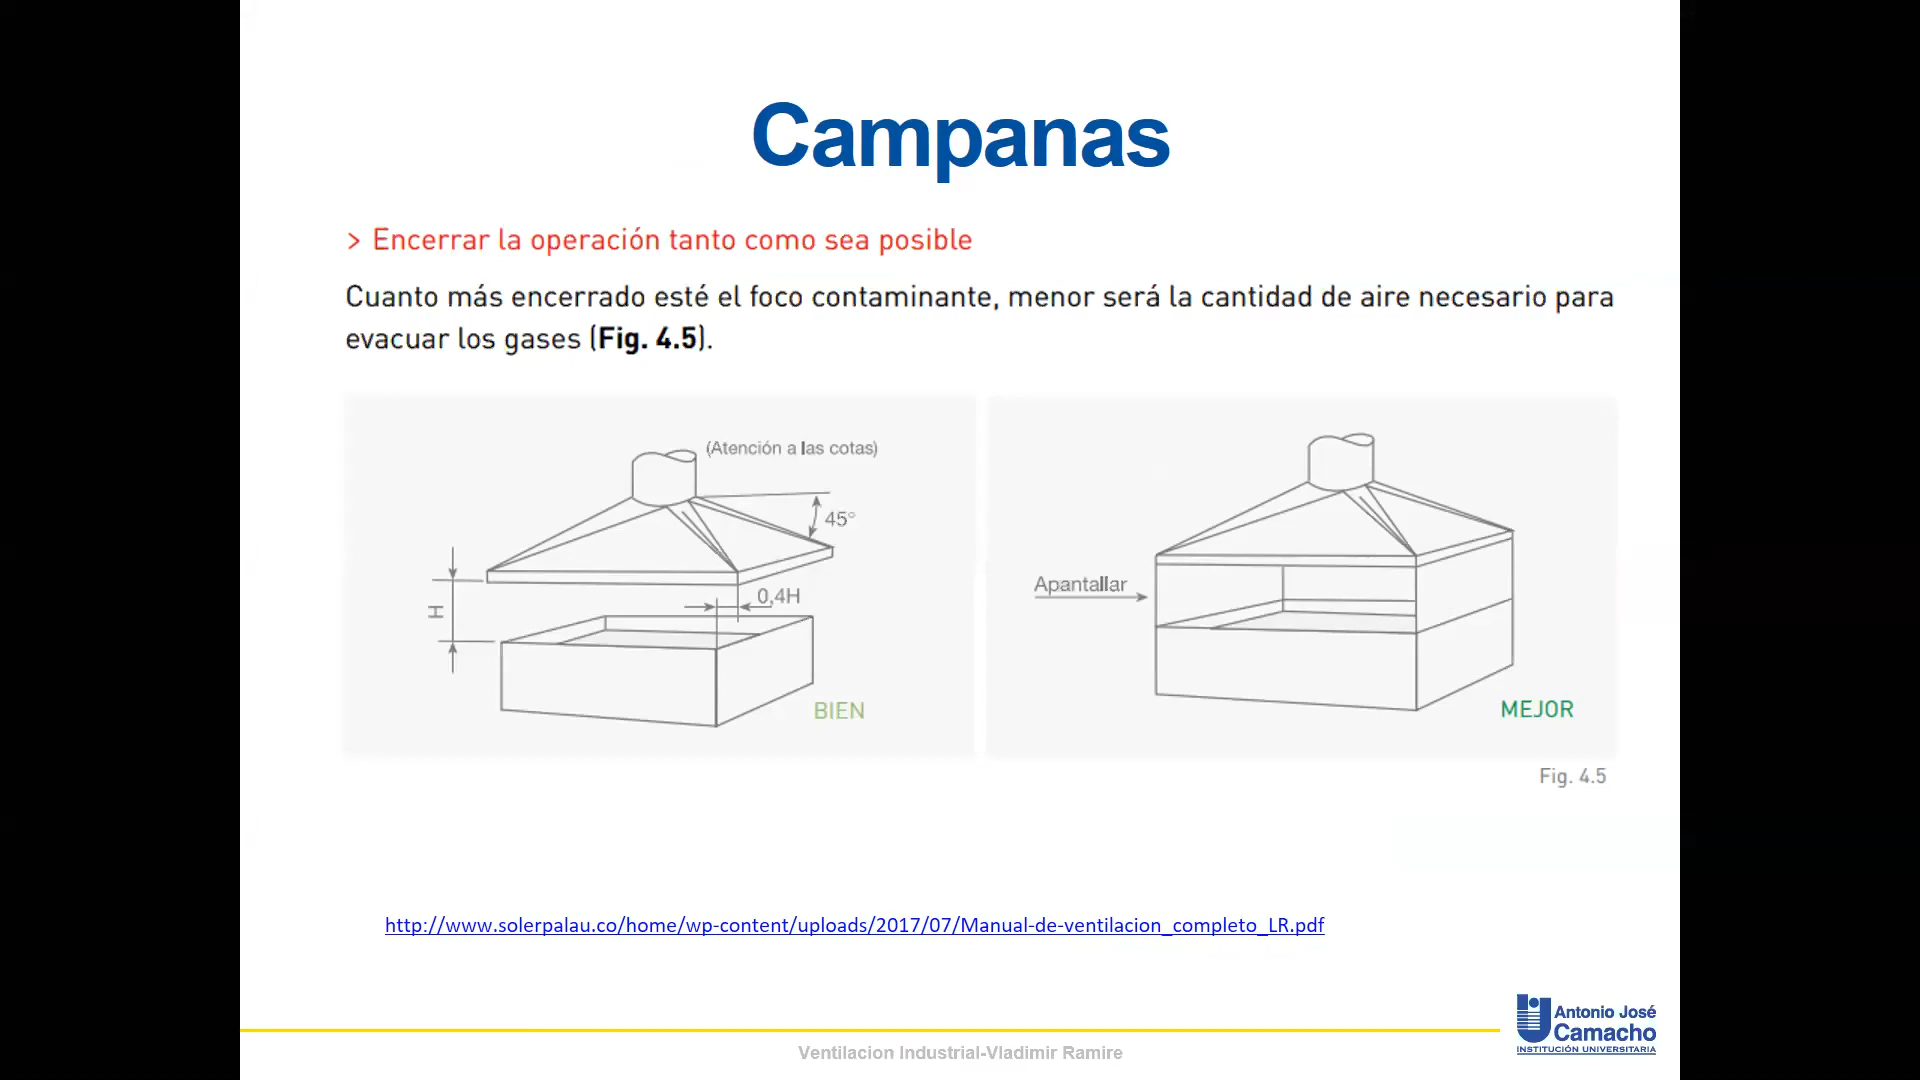 Campanas
> Encerrar la operación tanto como sea posible
Cuanto más encerrado esté el foco contaminante, menor será la cantidad de aire necesario para
evacuar los gases (Fig. 4.5).
(Atención a las cotas)
45°
H
0,4H
BIEN
Apantallar
MEJOR
Fig. 4.5
http://www.solerpalau.co/home/wp-content/uploads/2017/07/Manual-de-ventilacion_completo_LR.pdf
Antonio José
Camacho
INSTITUCIÓN UNIVERSITARIA
Ventilacion Industrial-Vladimir Ramire